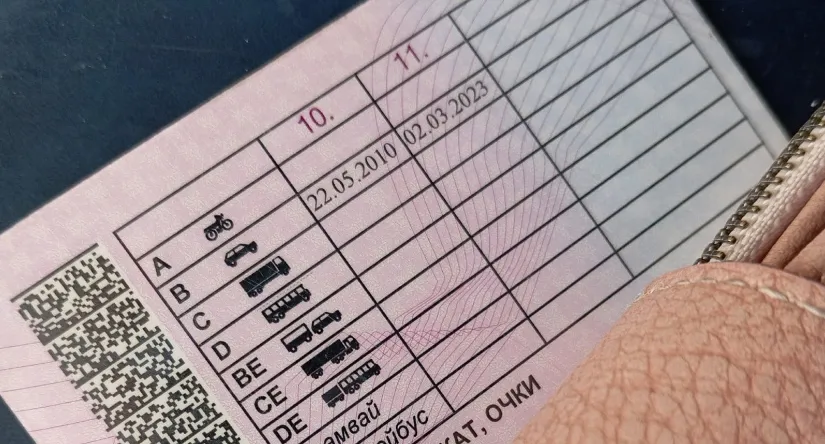 10. 11.
A
B 22.05.2010 02.03.2023
C
D
BE
CE
DE
амвай
йбус
КАТ, ОЧКИ